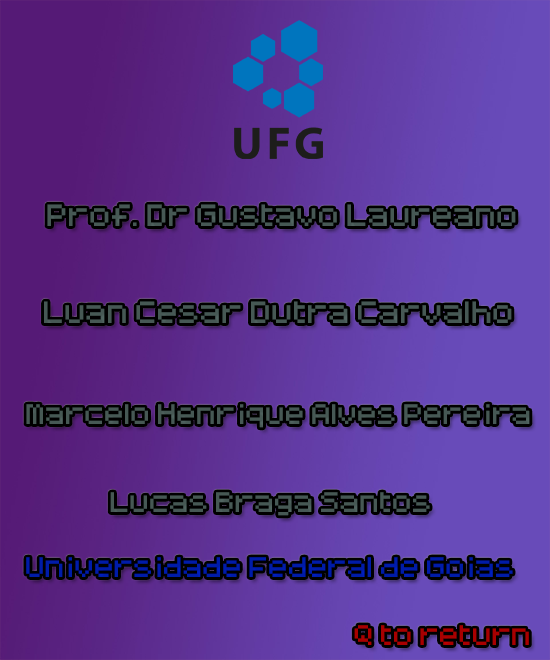 UFG
Prof. Dr Gustavo Laureano
Luan Cesar Dutra Carvalho
Marcelo Henrique Alves Pereira
Lucas Braga Santos
Universidade Federal de Goias
Q to return